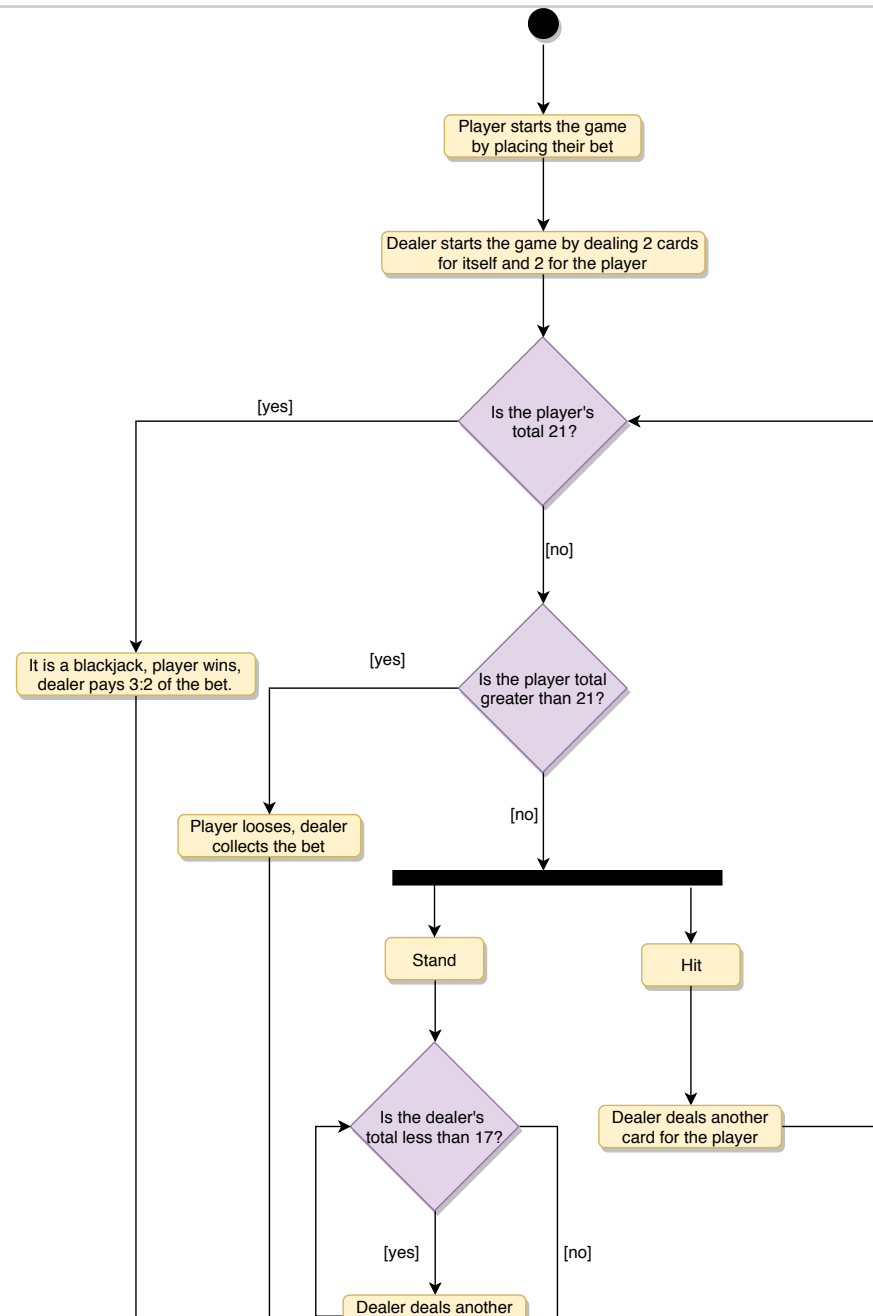 Player starts the game
by placing their bet
Dealer starts the game by dealing 2 cards
for itself and 2 for the player
Is the player's
total 21?
[yes]
[no]
It is a blackjack, player wins,
dealer pays 3:2 of the bet.
Is the player total
greater than 21?
[yes]
[no]
Player looses, dealer
collects the bet
Stand
Hit
Is the dealer's
total less than 17?
Dealer deals another
card for the player
[yes]
[no]
Dealer deals another